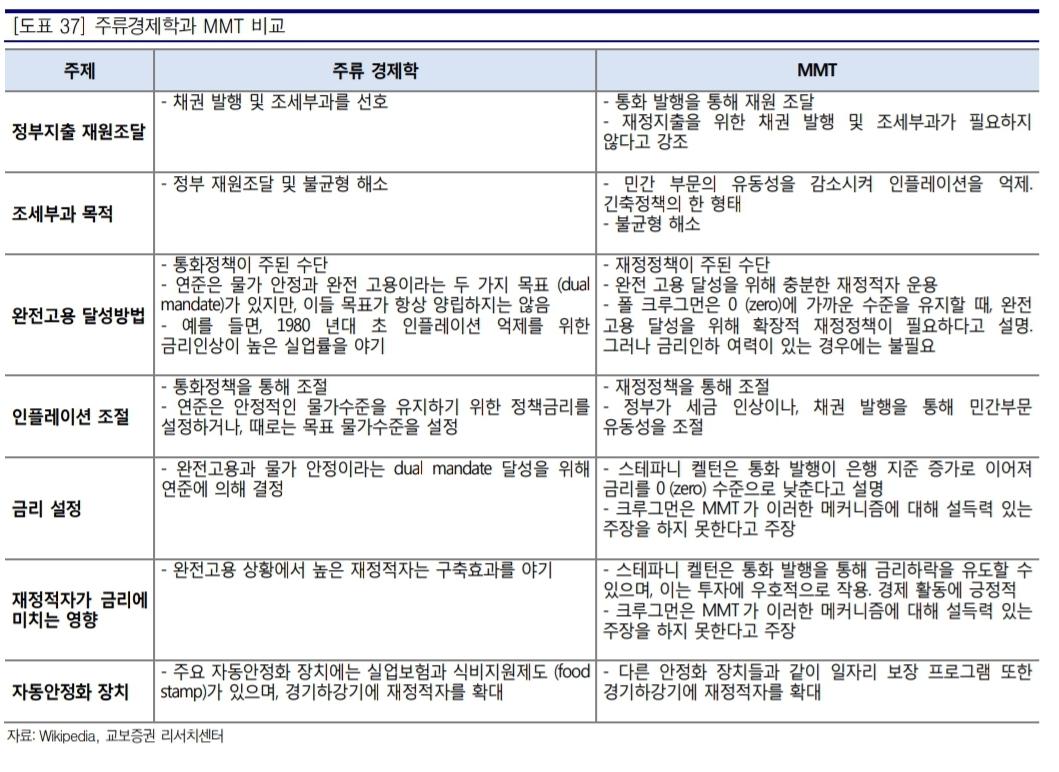 [도표 37] 주류경제학과 MMT 비교
주제
주류 경제학
MMT
정부지출 재원조달
- 채권 발행 및 조세부과를 선호
- 통화 발행을 통해 재원 조달
- 재정지출을 위한 채권 발행 및 조세부과가 필요하지
않다고 강조
조세부과 목적
- 정부 재원조달 및 불균형 해소
- 민간 부문의 유동성을 감소시켜 인플레이션을 억제.
긴축정책의 한 형태
- 불균형 해소
완전고용 달성방법
- 통화정책이 주된 수단
- 연준은 물가 안정과 완전 고용이라는 두 가지 목표 (dual
mandate)가 있지만, 이들 목표가 항상 양립하지는 않음
- 예를 들면, 1980 년대 초 인플레이션 억제를 위한
금리인상이 높은 실업률을 야기
- 재정정책이 주된 수단
- 완전 고용 달성을 위해 충분한 재정적자 운용
- 폴 크루그먼은 0 (zero)에 가까운 수준을 유지할 때, 완전
고용 달성을 위해 확장적 재정정책이 필요하다고 설명.
그러나 금리인하 여력이 있는 경우에는 불필요
인플레이션 조절
- 통화정책을 통해 조절
- 연준은 안정적인 물가수준을 유지하기 위한 정책금리를
설정하거나, 때로는 목표 물가수준을 설정
- 재정정책을 통해 조절
- 정부가 세금 인상이나, 채권 발행을 통해 민간부문
유동성을 조절
금리 설정
- 완전고용과 물가 안정이라는 dual mandate 달성을 위해
연준에 의해 결정
- 스테파니 켈턴은 통화 발행이 은행 지준 증가로 이어져
금리를 0 (zero) 수준으로 낮춘다고 설명
- 크루그먼은 MMT 가 이러한 메커니즘에 대해 설득력 있는
주장을 하지 못한다고 주장
재정적자가 금리에
미치는 영향
- 완전고용 상황에서 높은 재정적자는 구축효과를 야기
- 스테파니 켈턴은 통화 발행을 통해 금리하락을 유도할 수
있으며, 이는 투자에 우호적으로 작용. 경제 활동에 긍정적
- 크루그먼은 MMT 가 이러한 메커니즘에 대해 설득력 있는
주장을 하지 못한다고 주장
자동안정화 장치
- 주요 자동안정화 장치에는 실업보험과 식비지원제도 (food
stamp)가 있으며, 경기하강기에 재정적자를 확대
- 다른 안정화 장치들과 같이 일자리 보장 프로그램 또한
경기하강기에 재정적자를 확대
자료: Wikipedia, 교보증권 리서치센터